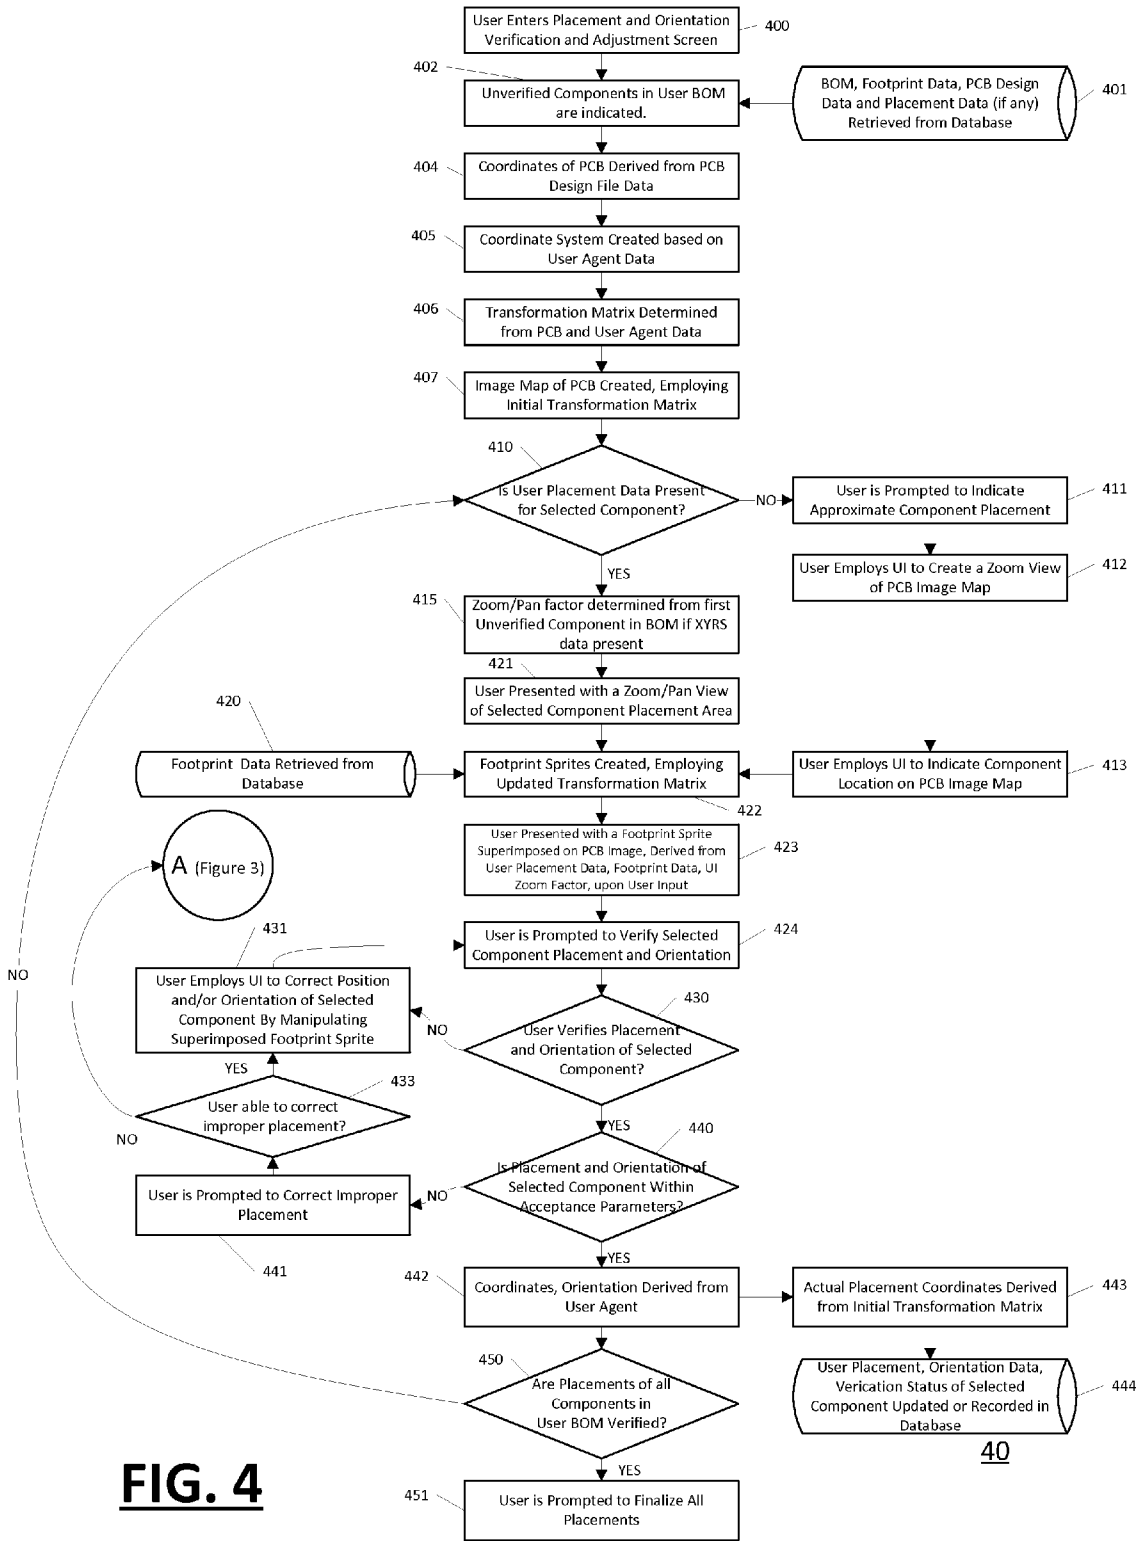 User Enters Placement and Orientation
Verification and Adjustment Screen
400
402
Unverified Components in User BOM
are indicated.
BOM, Footprint Data, PCB Design
Data and Placement Data (if any)
Retrieved from Database
401
404
Coordinates of PCB Derived from PCB
Design File Data
405
Coordinate System Created based on
User Agent Data
406
Transformation Matrix Determined
from PCB and User Agent Data
407
Image Map of PCB Created, Employing
Initial Transformation Matrix
410
Is User Placement Data Present
for Selected Component?
NO
User is Prompted to Indicate
Approximate Component Placement
411
YES
User Employs UI to Create a Zoom View
of PCB Image Map
412
415
Zoom/Pan factor determined from first
Unverified Component in BOM if XYRS
data present
421
User Presented with a Zoom/Pan View
of Selected Component Placement Area
420
Footprint Data Retrieved from
Database
Footprint Sprites Created, Employing
Updated Transformation Matrix
422
User Employs UI to Indicate Component
Location on PCB Image Map
413
A (Figure 3)
User Presented with a Footprint Sprite
Superimposed on PCB Image, Derived from
User Placement Data, Footprint Data, UI
Zoom Factor, upon User Input
423
431
User is Prompted to Verify Selected
Component Placement and Orientation
424
NO
User Employs UI to Correct Position
and/or Orientation of Selected
Component By Manipulating
Superimposed Footprint Sprite
NO
430
User Verifies Placement
and Orientation of Selected
Component?
YES
433
User able to correct
improper placement?
NO
YES
440
Is Placement and Orientation of
Selected Component Within
Acceptance Parameters?
NO
User is Prompted to Correct Improper
Placement
441
YES
442
Coordinates, Orientation Derived from
User Agent
Actual Placement Coordinates Derived
from Initial Transformation Matrix
443
450
Are Placements of all
Components in
User BOM Verified?
User Placement, Orientation Data,
Verication Status of Selected
Component Updated or Recorded in
Database
444
40
YES
451
User is Prompted to Finalize All
Placements
FIG. 4